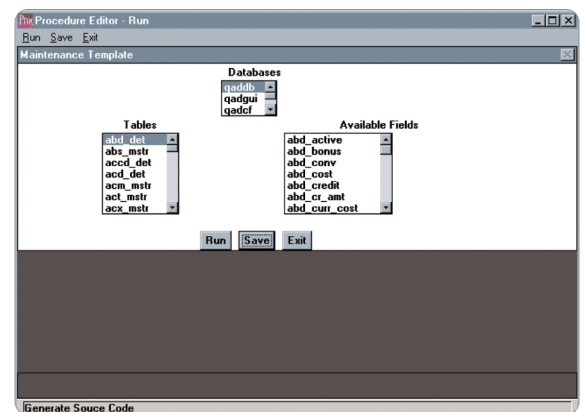 Pro Procedure Editor - Run
Run Save Exit
Maintenance Template
Databases
qaddb
qadgui
qadcf
Tables
abd_det
abs_mstr
accd_det
acd_det
acm_mstr
act_mstr
acx_mstr
Available Fields
abd_active
abd_bonus
abd_conv
abd_cost
abd_credit
abd_cr_amt
abd_curr_cost
Run Save Exit
Generate Souce Code